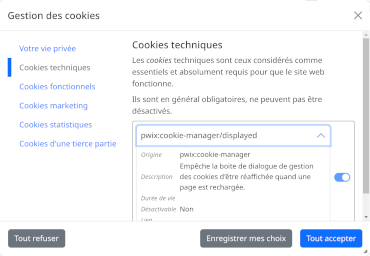 Gestion des cookies
Votre vie privée
Cookies techniques
Cookies fonctionnels
Cookies marketing
Cookies statistiques
Cookies d'une tierce partie
Cookies techniques
Les cookies techniques sont ceux considérés comme
essentiels et absolument requis pour que le site web
fonctionne.
Ils sont en général obligatoires, ne peuvent pas être
désactivés.
pwix:cookie-manager/displayed
Origine pwix:cookie-manager
Description Empêche la boite de dialogue de gestion
des cookies d'être réaffichée quand une
page est rechargée.
Durée de vie
Désactivable Non
Lien
Tout refuser
Enregistrer mes choix
Tout accepter